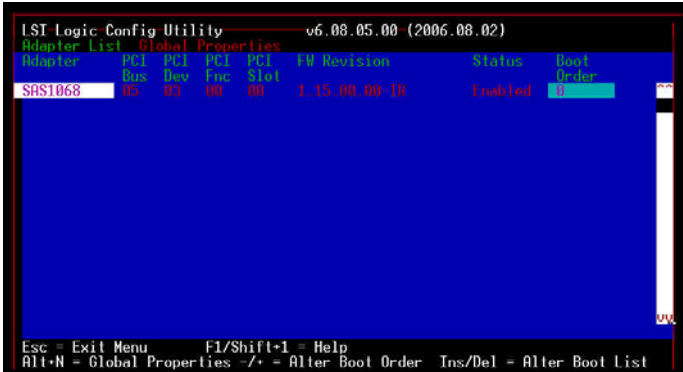 LST Logic Config Utility v6.08.05.00 (2006.08.02)
Adapter List Global Properties
Adapter PCI PCI PCI PCI FW Revision Status Boot
Bus Dev Fnc Slot Order
SAS1068 05 03 00 00 1.15.00.00-IR Enabled 0
Esc = Exit Menu F1/Shift+1 = Help
Alt+N = Global Properties -/+ = Alter Boot Order Ins/Del = Alter Boot List